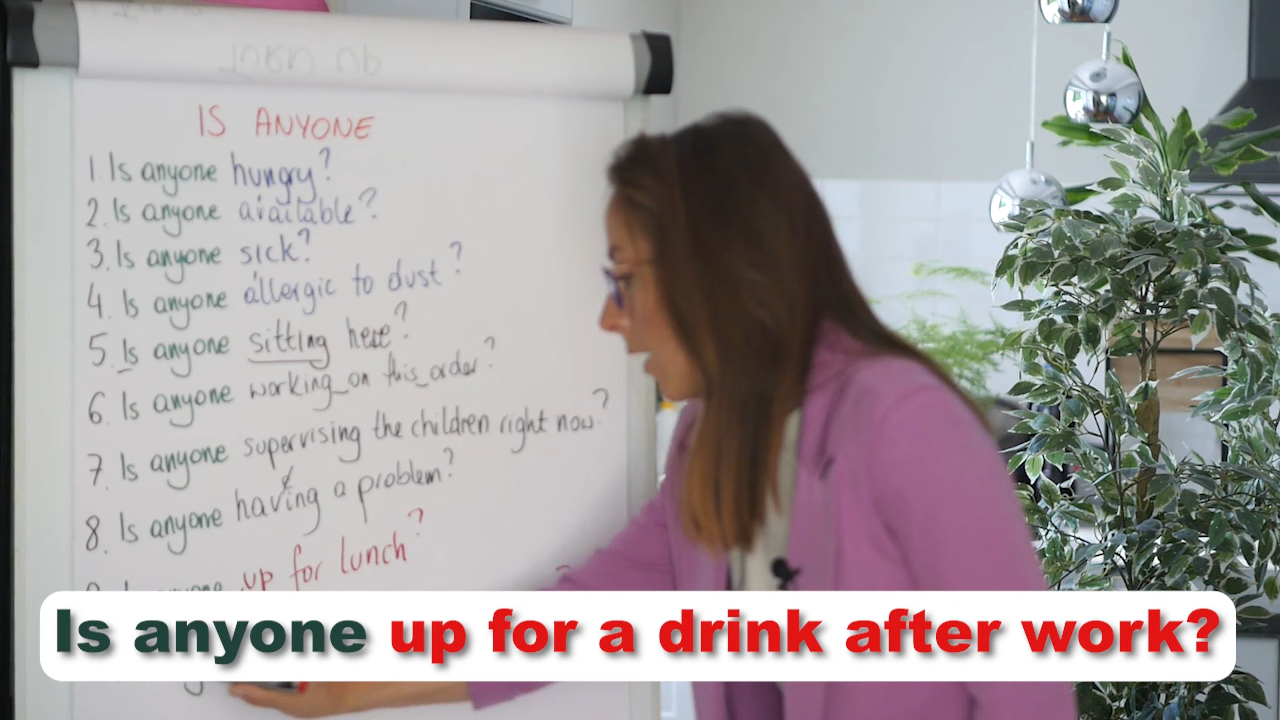 IS ANYONE
1. Is anyone hungry?
2. Is anyone available?
3. Is anyone sick?
4. Is anyone allergic to dust?
5. Is anyone sitting here?
6. Is anyone working on this order?
7. Is anyone supervising the children right now?
8. Is anyone having a problem?
anyone up for lunch?
Is anyone up for a drink after work?